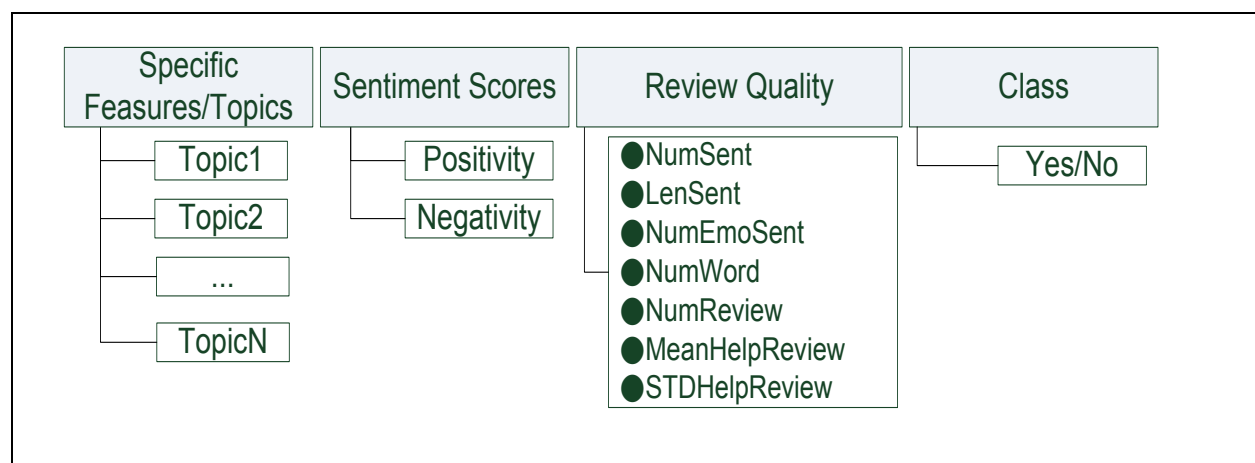 Specific
Feasures/Topics
Topic1
Topic2
...
TopicN
Sentiment Scores
Positivity
Negativity
Review Quality
NumSent
LenSent
NumEmoSent
NumWord
NumReview
MeanHelpReview
STDHelpReview
Class
Yes/No